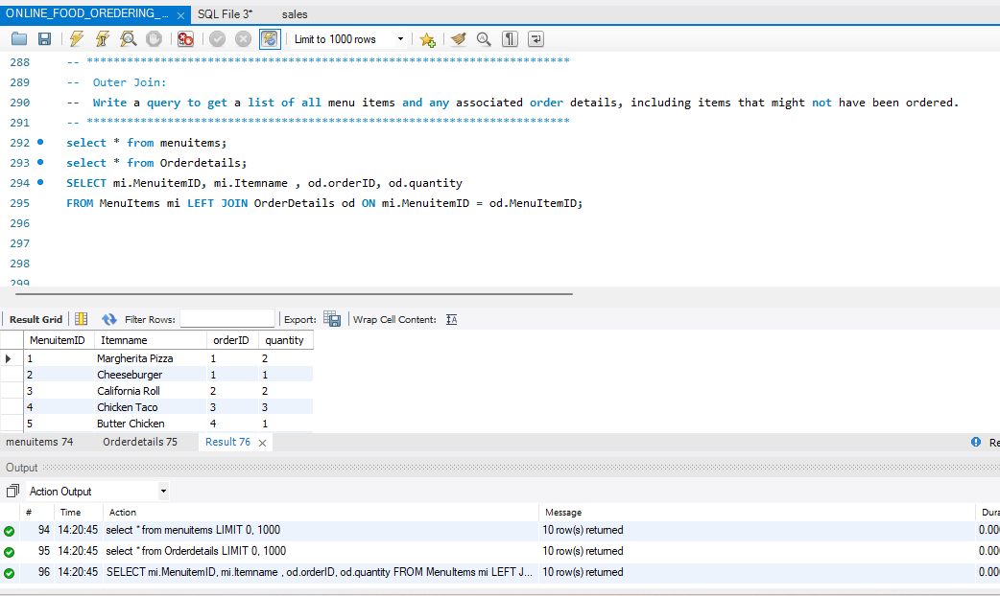 ONLINE_FOOD_OREDERING_... SQL File 3* sales
Limit to 1000 rows
288 -- ************************************************************************
289 -- Outer Join:
290 -- Write a query to get a list of all menu items and any associated order details, including items that might not have been ordered.
291 -- ************************************************************************
292 select * from menuitems;
293 select * from Orderdetails;
294 SELECT mi.MenuitemID, mi.Itemname , od.orderID, od.quantity
295 FROM MenuItems mi LEFT JOIN OrderDetails od ON mi.MenuitemID = od.MenuItemID;
296
297
298
299
Result Grid Filter Rows: Export: Wrap Cell Content:
MenuitemID Itemname orderID quantity
1 Margherita Pizza 1 2
2 Cheeseburger 1 1
3 California Roll 2 2
4 Chicken Taco 3 3
5 Butter Chicken 4 1
menuitems 74 Orderdetails 75 Result 76 Re
Output
Action Output
# Time Action Message Dura
94 14:20:45 select * from menuitems LIMIT 0, 1000 10 row(s) returned 0.00
95 14:20:45 select * from Orderdetails LIMIT 0, 1000 10 row(s) returned 0.00
96 14:20:45 SELECT mi.MenuitemID, mi.Itemname , od.orderID, od.quantity FROM MenuItems mi LEFT J... 10 row(s) returned 0.00